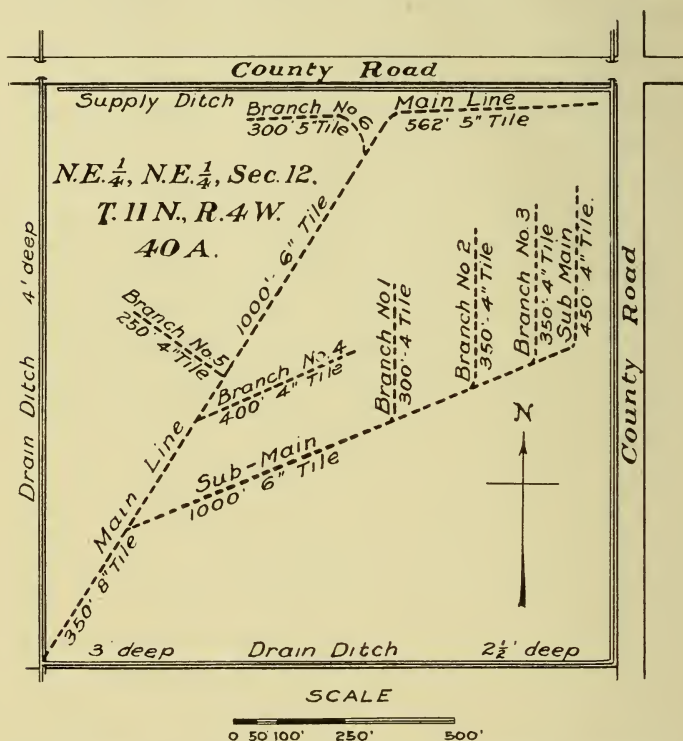 County Road
Supply Ditch
Branch No 6
300' 5" Tile
Main Line
562' 5" Tile
N.E. 1/4, N.E. 1/4, Sec. 12,
T. 11 N., R. 4 W.
40 A.
1000' - 6" Tile
Drain Ditch 4' deep
Branch No. 5
250' 4" Tile
Branch No. 4
400' 4" Tile
Branch No. 1
300'-4 Tile
Branch No 2
350'-4" Tile
Branch No. 3
350'-4" Tile
Sub Main
450'-4" Tile.
County Road
N
Main Line
350' 8" Tile
Sub-Main
1000' 6" Tile
3' deep Drain Ditch 2 1/2' deep
SCALE
0 50' 100' 250' 500'